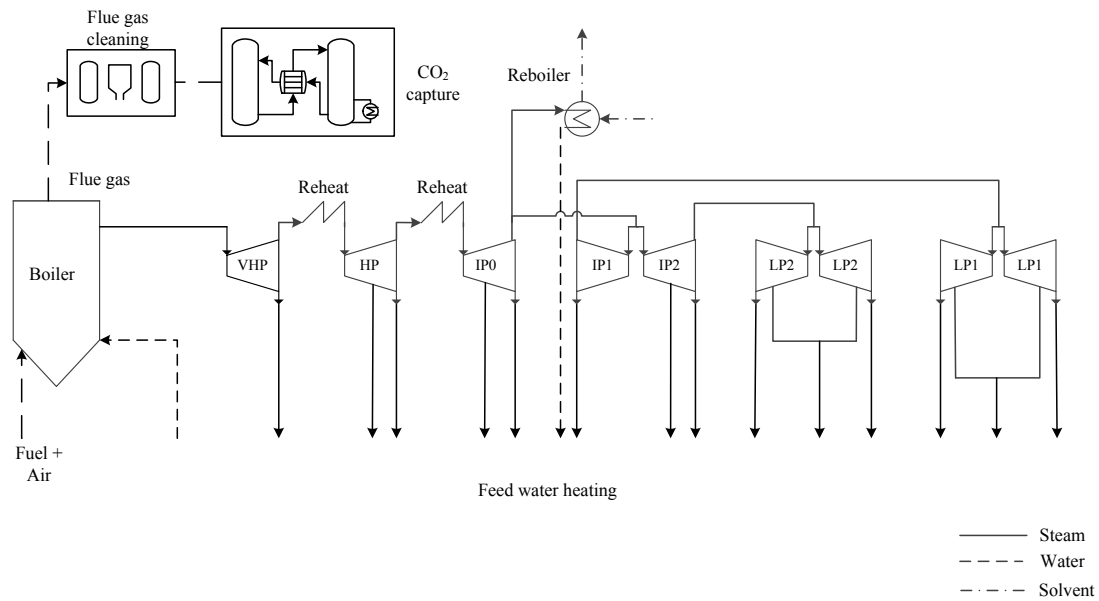 Flue gas
cleaning
CO₂
capture
Reboiler
Flue gas
Reheat
Reheat
Boiler
VHP
HP
IP0
IP1
IP2
LP2
LP2
LP1
LP1
Fuel +
Air
Feed water heating
Steam
Water
Solvent